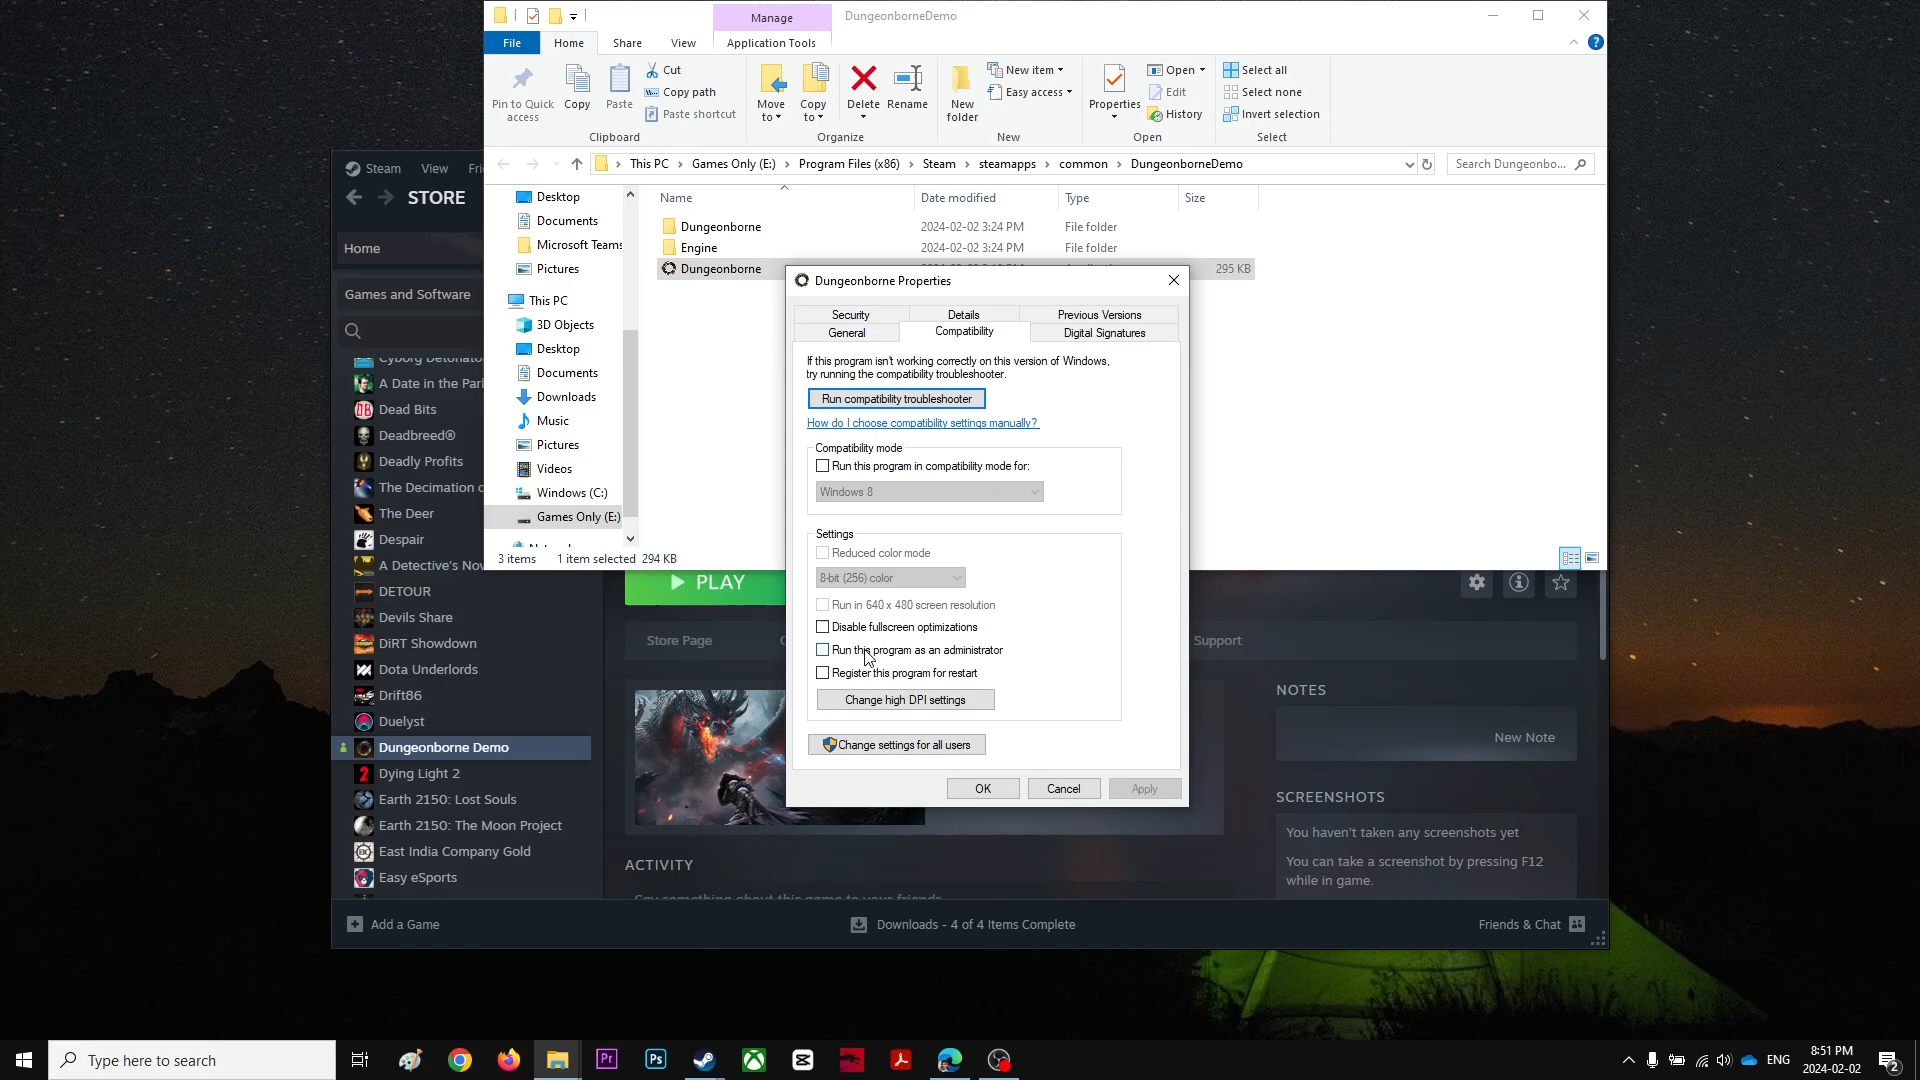 Manage
DungeonborneDemo
File
Home
Share
View
Application Tools
Pin to Quick access
Copy
Paste
Cut
Copy path
Paste shortcut
Clipboard
Move to
Copy to
Delete
Rename
Organize
New folder
New item
Easy access
New
Properties
Open
Edit
History
Open
Select all
Select none
Invert selection
Select
This PC
Games Only (E:)
Program Files (x86)
Steam
steamapps
common
DungeonborneDemo
Search Dungeonbo...
Desktop
Documents
Microsoft Teams
Pictures
This PC
3D Objects
Desktop
Documents
Downloads
Music
Pictures
Videos
Windows (C:)
Games Only (E:)
Name
Date modified
Type
Size
Dungeonborne
2024-02-02 3:24 PM
File folder
Engine
2024-02-02 3:24 PM
File folder
Dungeonborne
295 KB
3 items
1 item selected 294 KB
Dungeonborne Properties
Security
Details
Previous Versions
General
Compatibility
Digital Signatures
If this program isn't working correctly on this version of Windows,
try running the compatibility troubleshooter.
Run compatibility troubleshooter
How do I choose compatibility settings manually?
Compatibility mode
Run this program in compatibility mode for:
Windows 8
Settings
Reduced color mode
8-bit (256) color
Run in 640 x 480 screen resolution
Disable fullscreen optimizations
Run this program as an administrator
Register this program for restart
Change high DPI settings
Change settings for all users
OK
Cancel
Apply
Steam
View
STORE
Home
Games and Software
A Date in the Park
Dead Bits
Deadbreed®
Deadly Profits
The Decimation
The Deer
Despair
A Detective's
DETOUR
Devils Share
DiRT Showdown
Dota Underlords
Drift86
Duelyst
Dungeonborne Demo
Dying Light 2
Earth 2150: Lost Souls
Earth 2150: The Moon Project
East India Company Gold
Easy eSports
PLAY
Store Page
Support
NOTES
New Note
SCREENSHOTS
You haven't taken any screenshots yet
You can take a screenshot by pressing F12
while in game.
ACTIVITY
Add a Game
Downloads - 4 of 4 Items Complete
Friends & Chat
Type here to search
Pr
Ps
ENG
8:51 PM
2024-02-02
2